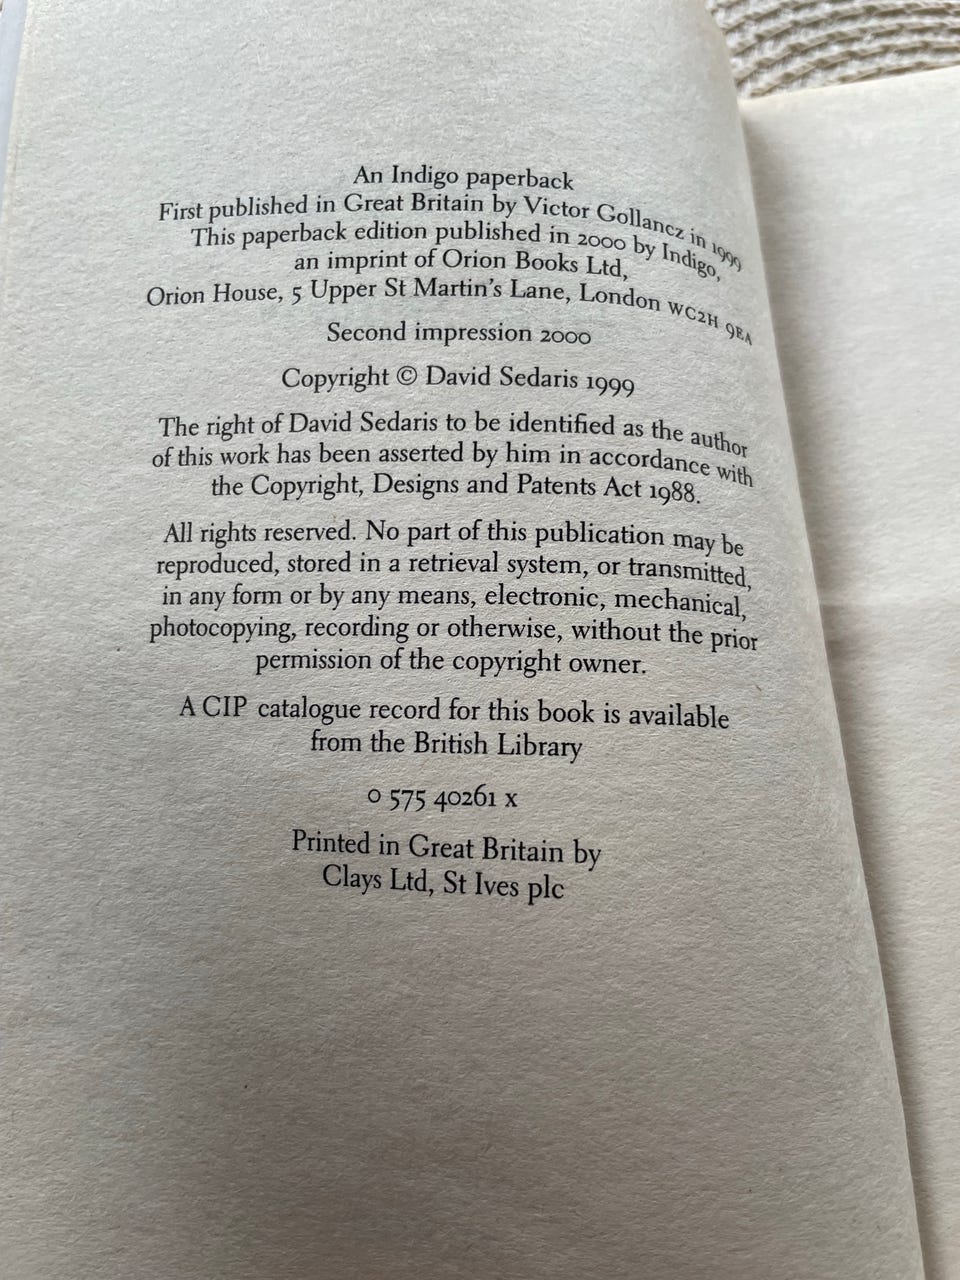 An Indigo paperback
First published in Great Britain by Victor Gollancz in 1999
This paperback edition published in 2000 by Indigo,
an imprint of Orion Books Ltd,
Orion House, 5 Upper St Martin's Lane, London WC2H 9EA
Second impression 2000
Copyright © David Sedaris 1999
The right of David Sedaris to be identified as the author
of this work has been asserted by him in accordance with
the Copyright, Designs and Patents Act 1988.
All rights reserved. No part of this publication may be
reproduced, stored in a retrieval system, or transmitted,
in any form or by any means, electronic, mechanical,
photocopying, recording or otherwise, without the prior
permission of the copyright owner.
A CIP catalogue record for this book is available
from the British Library
0 575 40261 x
Printed in Great Britain by
Clays Ltd, St Ives plc